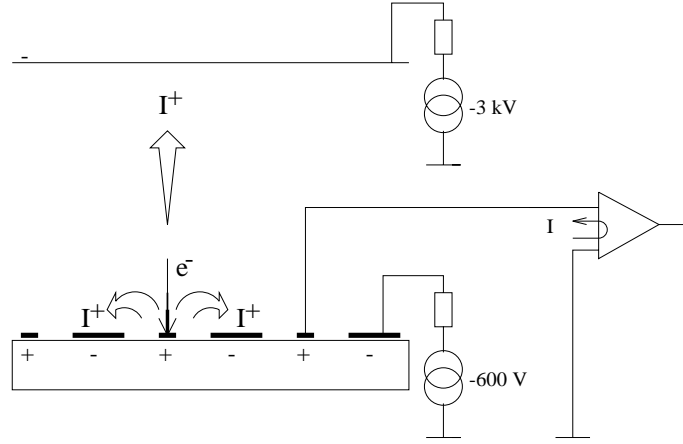 -
I+
-3 kV
I
e-
I+ I+
+ - + - + -
-600 V